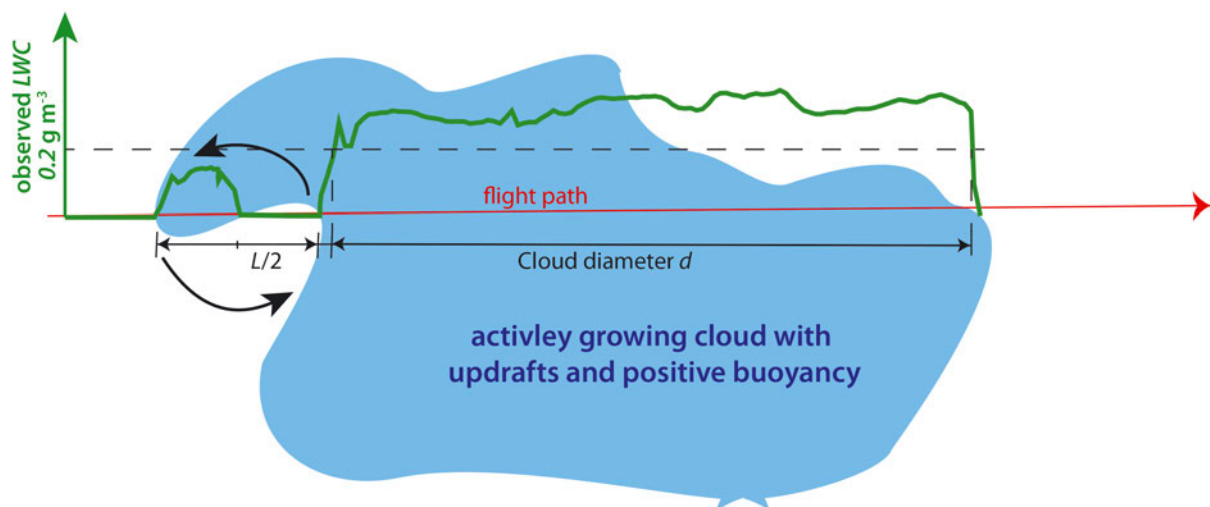 observed LWC
0.2 g m⁻³
flight path
L/2
Cloud diameter d
activley growing cloud with
updrafts and positive buoyancy